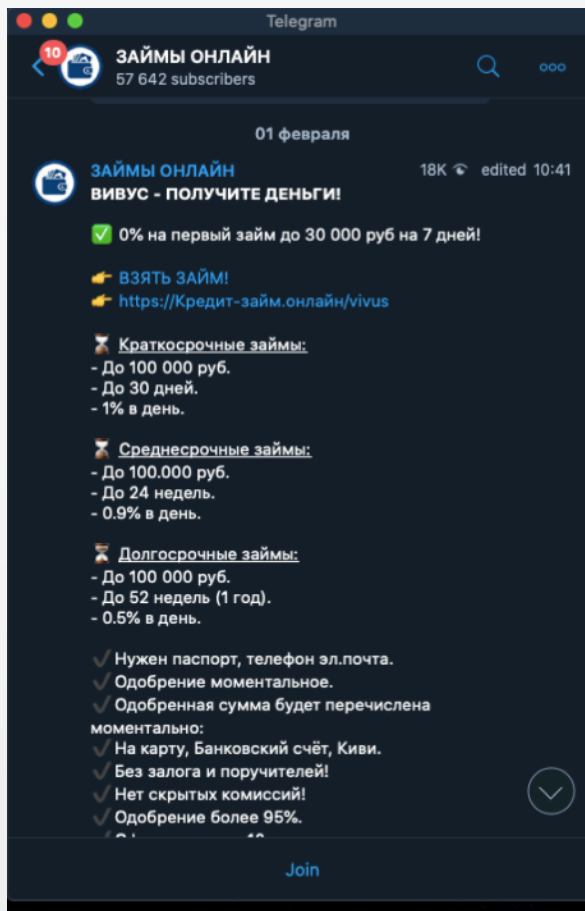 Telegram
10
ЗАЙМЫ ОНЛАЙН
57 642 subscribers
01 февраля
ЗАЙМЫ ОНЛАЙН 18K edited 10:41
ВИВУС - ПОЛУЧИТЕ ДЕНЬГИ!
✅ 0% на первый займ до 30 000 руб на 7 дней!
👉 ВЗЯТЬ ЗАЙМ!
👉 https://Кредит-займ.онлайн/vivus
⏳ Краткосрочные займы:
- До 100 000 руб.
- До 30 дней.
- 1% в день.
⏳ Среднесрочные займы:
- До 100.000 руб.
- До 24 недель.
- 0.9% в день.
⏳ Долгосрочные займы:
- До 100 000 руб.
- До 52 недель (1 год).
- 0.5% в день.
✔️ Нужен паспорт, телефон эл.почта.
✔️ Одобрение моментальное.
✔️ Одобренная сумма будет перечислена
моментально:
✔️ На карту, Банковский счёт, Киви.
✔️ Без залога и поручителей!
✔️ Нет скрытых комиссий!
✔️ Одобрение более 95%.
Join